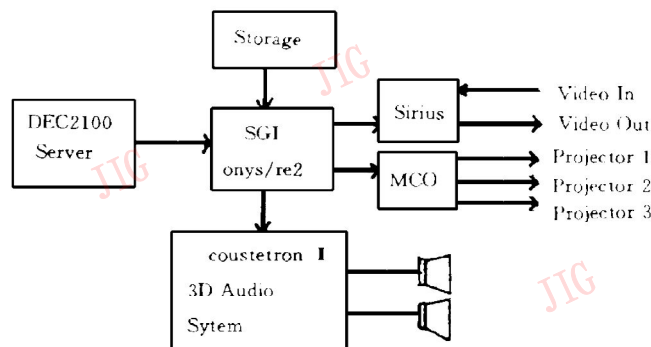 Storage
JIG
DEC2100
Server
SGI
onys/re2
Sirius
Video In
Video Out
MCO
Projector 1
Projector 2
Projector 3
JIG
coustetron I
3D Audio
Sytem
JIG